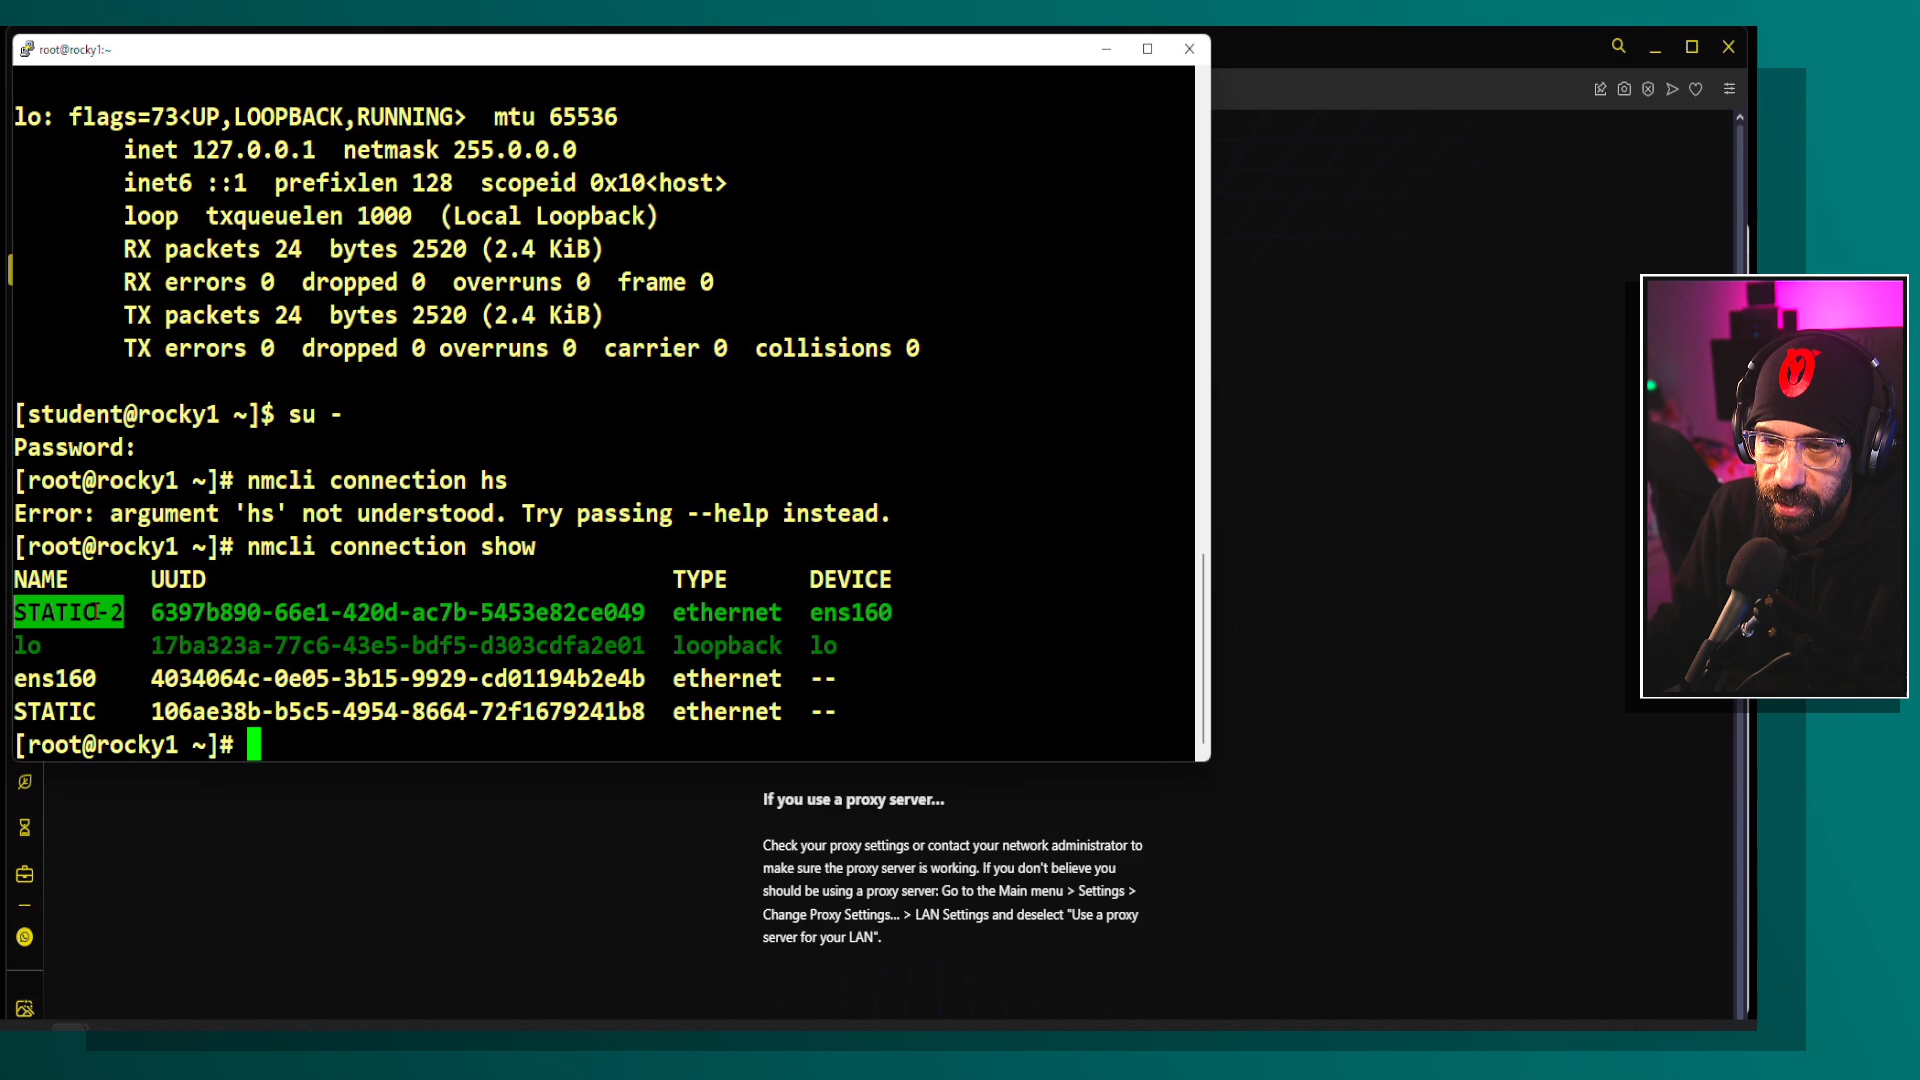 root@rocky1:~
lo: flags=73<UP,LOOPBACK,RUNNING>  mtu 65536
inet 127.0.0.1  netmask 255.0.0.0
inet6 ::1  prefixlen 128  scopeid 0x10<host>
loop  txqueuelen 1000  (Local Loopback)
RX packets 24  bytes 2520 (2.4 KiB)
RX errors 0  dropped 0  overruns 0  frame 0
TX packets 24  bytes 2520 (2.4 KiB)
TX errors 0  dropped 0 overruns 0  carrier 0  collisions 0
[student@rocky1 ~]$ su -
Password:
[root@rocky1 ~]# nmcli connection hs
Error: argument 'hs' not understood. Try passing --help instead.
[root@rocky1 ~]# nmcli connection show
NAME      UUID                                  TYPE      DEVICE
STATIC-2  6397b890-66e1-420d-ac7b-5453e82ce049  ethernet  ens160
lo        17ba323a-77c6-43e5-bdf5-d303cdfa2e01  loopback  lo
ens160    4034064c-0e05-3b15-9929-cd01194b2e4b  ethernet  --
STATIC    106ae38b-b5c5-4954-8664-72f1679241b8  ethernet  --
[root@rocky1 ~]#
If you use a proxy server...
Check your proxy settings or contact your network administrator to
make sure the proxy server is working. If you don't believe you
should be using a proxy server: Go to the Main menu > Settings >
Change Proxy Settings... > LAN Settings and deselect "Use a proxy
server for your LAN".